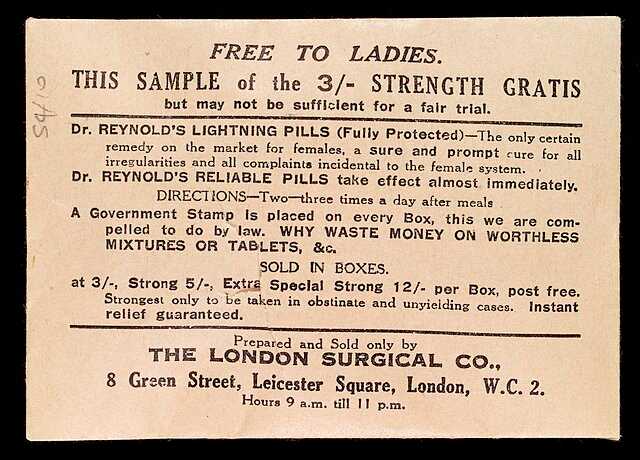 FREE TO LADIES.
THIS SAMPLE of the 3/- STRENGTH GRATIS
but may not be sufficient for a fair trial.
Dr. REYNOLD'S LIGHTNING PILLS (Fully Protected)—The only certain
remedy on the market for females, a sure and prompt cure for all
irregularities and all complaints incidental to the female system.
Dr. REYNOLD'S RELIABLE PILLS take effect almost immediately.
DIRECTIONS—Two—three times a day after meals
A Government Stamp is placed on every Box, this we are com-
pelled to do by law. WHY WASTE MONEY ON WORTHLESS
MIXTURES OR TABLETS, &c.
SOLD IN BOXES.
at 3/-, Strong 5/-, Extra Special Strong 12/- per Box, post free.
Strongest only to be taken in obstinate and unyielding cases. Instant
relief guaranteed.
Prepared and Sold only by
THE LONDON SURGICAL CO.,
8 Green Street, Leicester Square, London, W.C. 2.
Hours 9 a.m. till 11 p.m.